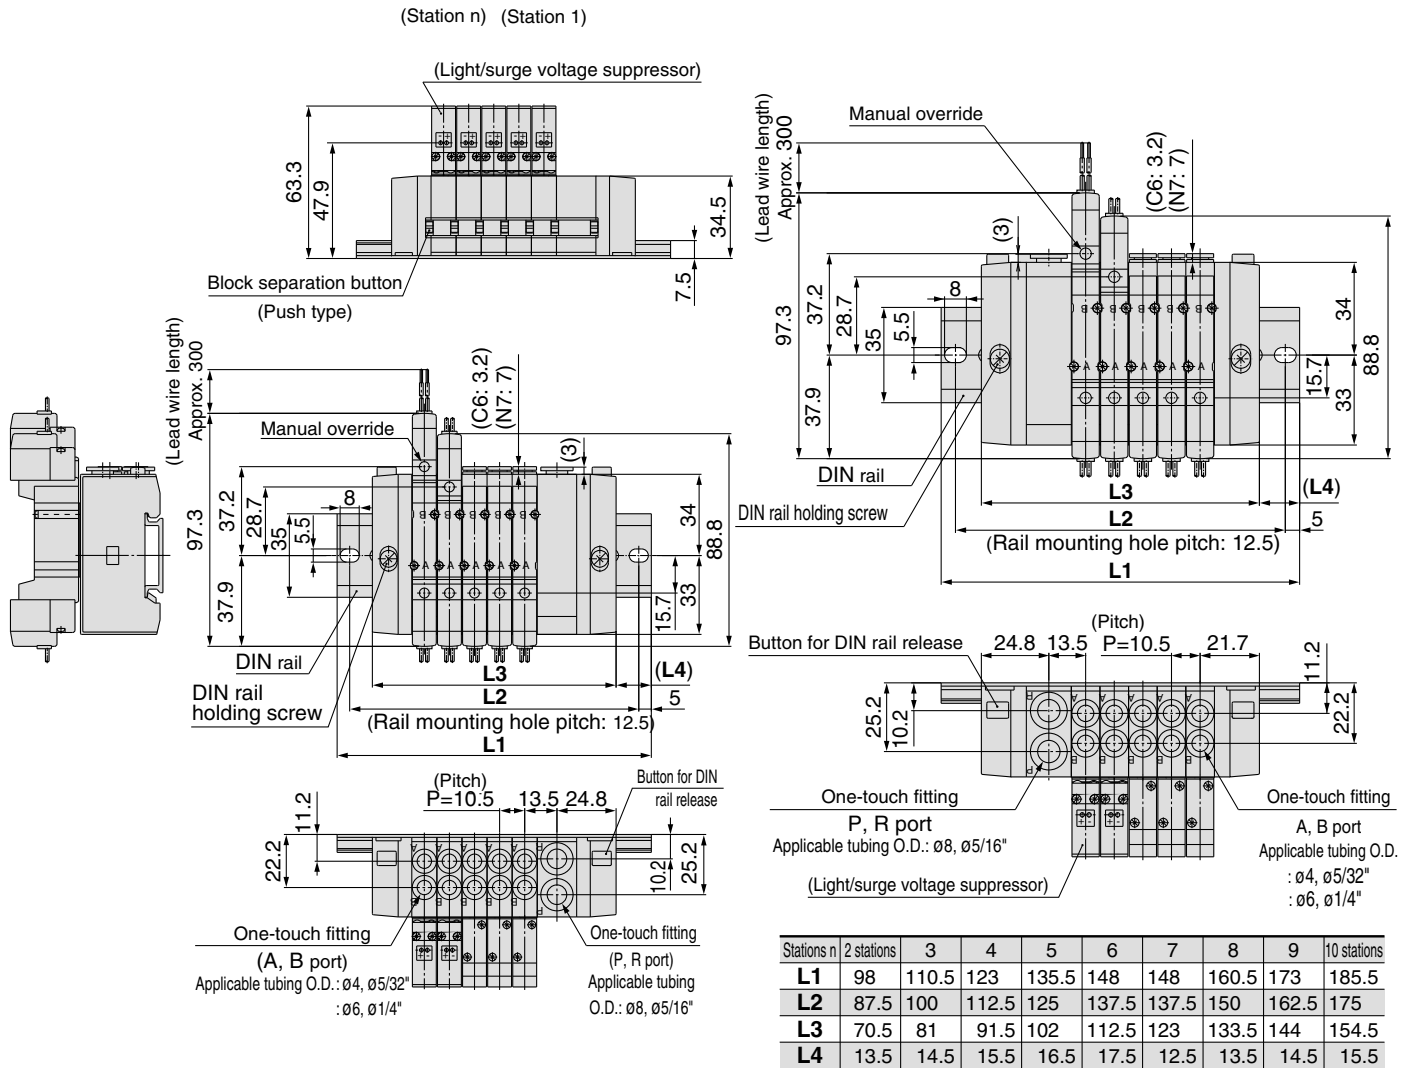 (Station n) (Station 1)
(Light/surge voltage suppressor)
63.3
47.9
34.5
7.5
Block separation button
(Push type)
(Lead wire length)
Approx. 300
Manual override
(C6: 3.2)
(N7: 7)
(3)
97.3
37.2
28.7
35
8
5.5
37.9
34
88.8
15.7
33
DIN rail
DIN rail holding screw
L3
(L4)
L2
5
(Rail mounting hole pitch: 12.5)
L1
(Lead wire length)
Approx. 300
Manual override
(C6: 3.2)
(N7: 7)
(3)
97.3
37.2
28.7
35
8
5.5
37.9
B B B B B
A A A A A
34
88.8
15.7
33
DIN rail
DIN rail
holding screw
L3
(L4)
L2
5
(Rail mounting hole pitch: 12.5)
L1
(Pitch)
Button for DIN rail release
24.8 13.5 P=10.5 21.7
11.2
25.2
10.2
22.2
One-touch fitting
P, R port
Applicable tubing O.D.: ø8, ø5/16"
(Light/surge voltage suppressor)
One-touch fitting
A, B port
Applicable tubing O.D.
: ø4, ø5/32"
: ø6, ø1/4"
(Pitch)
P=10.5 13.5 24.8
Button for DIN
rail release
11.2
22.2
10.2
25.2
One-touch fitting
(A, B port)
Applicable tubing O.D.: ø4, ø5/32"
: ø6, ø1/4"
One-touch fitting
(P, R port)
Applicable tubing
O.D.: ø8, ø5/16"
Stations n 2 stations 3 4 5 6 7 8 9 10 stations
L1 98 110.5 123 135.5 148 148 160.5 173 185.5
L2 87.5 100 112.5 125 137.5 137.5 150 162.5 175
L3 70.5 81 91.5 102 112.5 123 133.5 144 154.5
L4 13.5 14.5 15.5 16.5 17.5 12.5 13.5 14.5 15.5